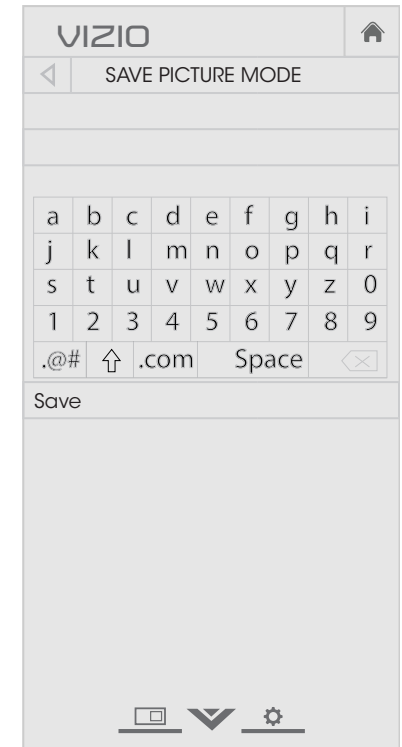 VIZIO
SAVE PICTURE MODE
a b c d e f g h i
j k l m n o p q r
s t u v w x y z 0
1 2 3 4 5 6 7 8 9
.@# .com Space
Save